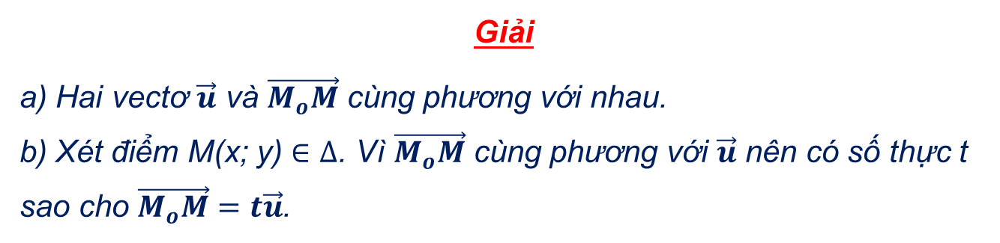 Giải
a) Hai vectơ $\vec{u}$ và $\overrightarrow{M_oM}$ cùng phương với nhau.
b) Xét điểm M(x; y) ∈ Δ. Vì $\overrightarrow{M_oM}$ cùng phương với $\vec{u}$ nên có số thực t
sao cho $\overrightarrow{M_oM} = t\vec{u}$.